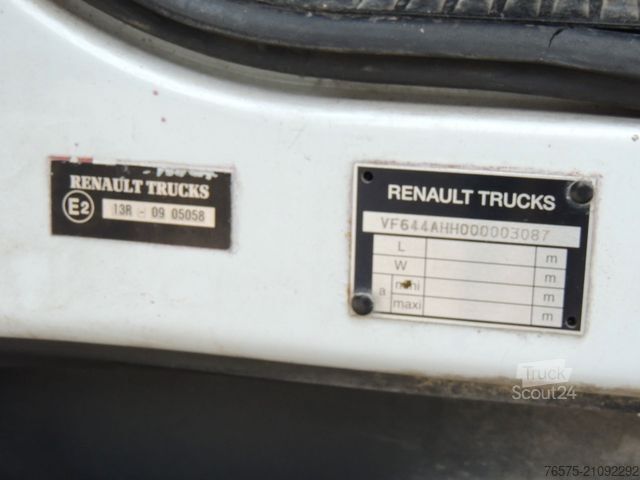 RENAULT TRUCKS
E2
13R - 09 05058
RENAULT TRUCKS
VF644AHH000003087
L m
W m
a mini m
maxi m
Truck
Scout24
76575-21092292